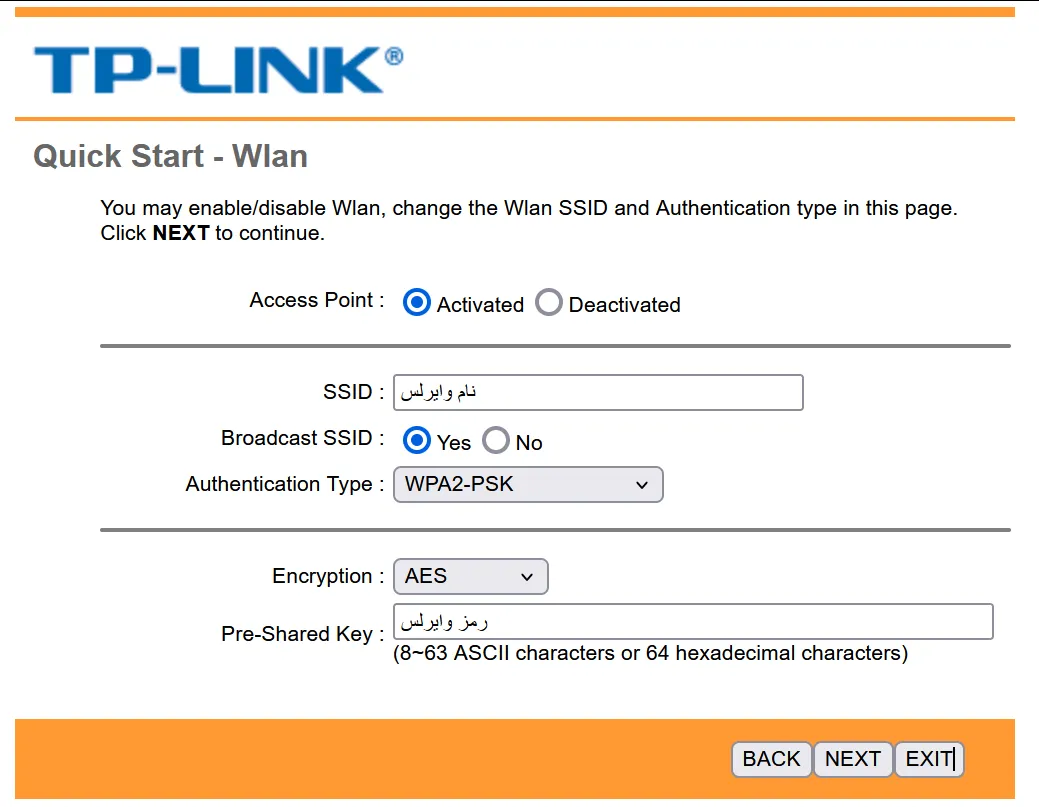 TP-LINK®
Quick Start - Wlan
You may enable/disable Wlan, change the Wlan SSID and Authentication type in this page.
Click NEXT to continue.
Access Point : Activated Deactivated
SSID : نام وایرلس
Broadcast SSID : Yes No
Authentication Type : WPA2-PSK
Encryption : AES
Pre-Shared Key : رمز وایرلس
(8~63 ASCII characters or 64 hexadecimal characters)
BACK NEXT EXIT